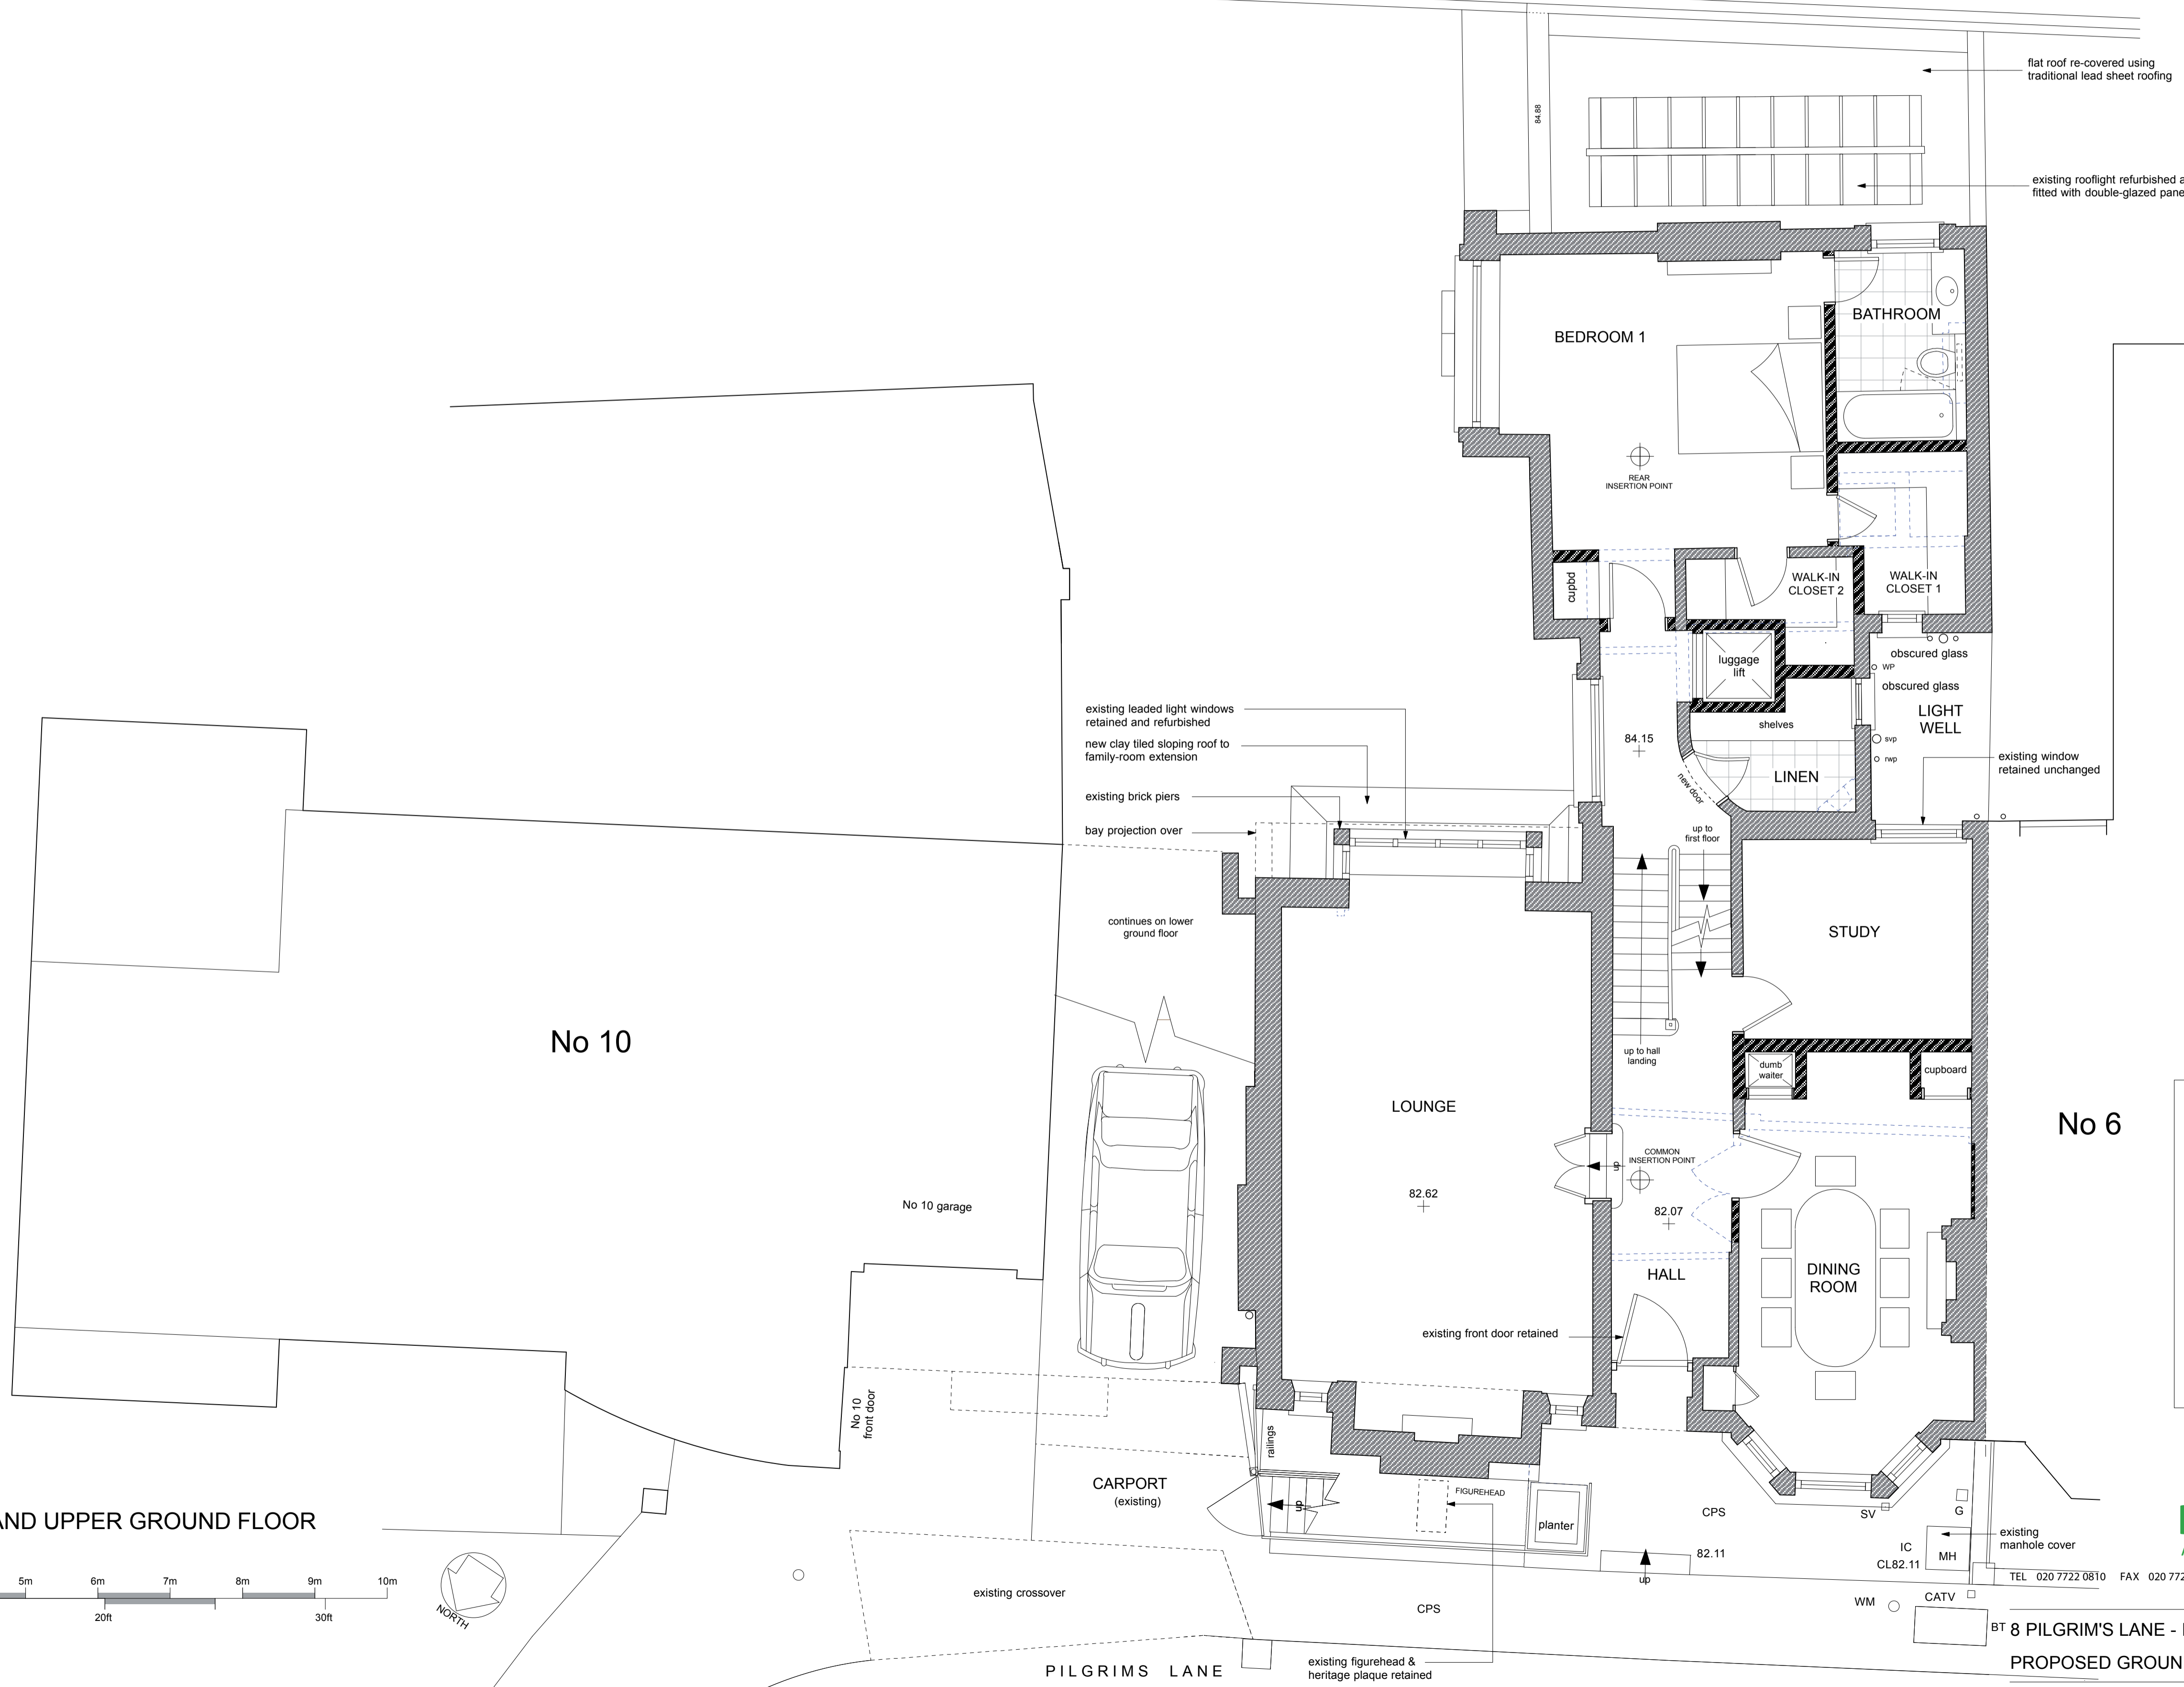 flat roof re-covered using
traditional lead sheet roofing
84.88
existing rooflight refurbished a
fitted with double-glazed pane
BATHROOM
BEDROOM 1
REAR
INSERTION POINT
cupbd
WALK-IN
CLOSET 2
WALK-IN
CLOSET 1
luggage
lift
obscured glass
WP
obscured glass
LIGHT
WELL
shelves
svp
rwp
existing leaded light windows
retained and refurbished
new clay tiled sloping roof to
family-room extension
84.15
existing window
retained unchanged
LINEN
new door
existing brick piers
bay projection over
up to
first floor
continues on lower
ground floor
STUDY
No 10
up to hall
landing
dumb
waiter
cupboard
LOUNGE
No 6
COMMON
INSERTION POINT
up
82.62
82.07
No 10 garage
HALL
DINING
ROOM
existing front door retained
No 10
front door
railings
CARPORT
(existing)
up
FIGUREHEAD
planter
CPS
SV
G
AND UPPER GROUND FLOOR
existing
manhole cover
IC
CL82.11
MH
82.11
up
TEL 020 7722 0810 FAX 020 772
5m 6m 7m 8m 9m 10m
20ft 30ft
NORTH
existing crossover
CPS
WM
CATV
BT
8 PILGRIM'S LANE -
PILGRIMS LANE
existing figurehead &
heritage plaque retained
PROPOSED GROUN